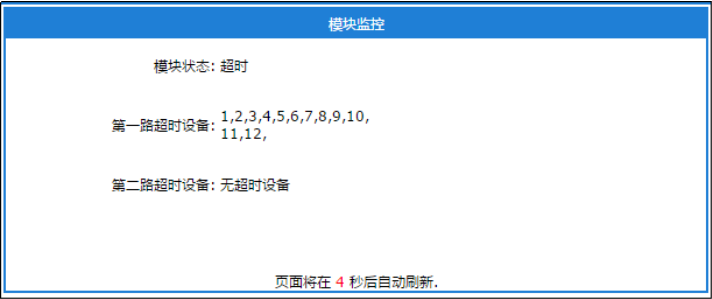 模块监控
模块状态: 超时
第一路超时设备: 1,2,3,4,5,6,7,8,9,10,
11,12,
第二路超时设备: 无超时设备
页面将在 4 秒后自动刷新.